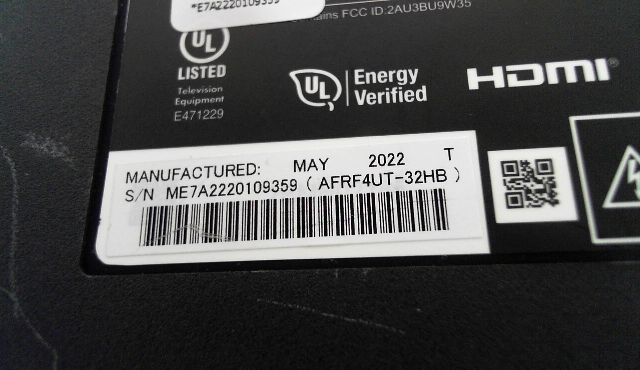 *E7A2220109359
Contains FCC ID.2AU3BU9W35
UL
LISTED
Television
Equipment
E471229
UL
Energy
Verified
HDMI
MANUFACTURED: MAY 2022 T
S/N ME7A2220109359 ( AFRF4UT-32HB )